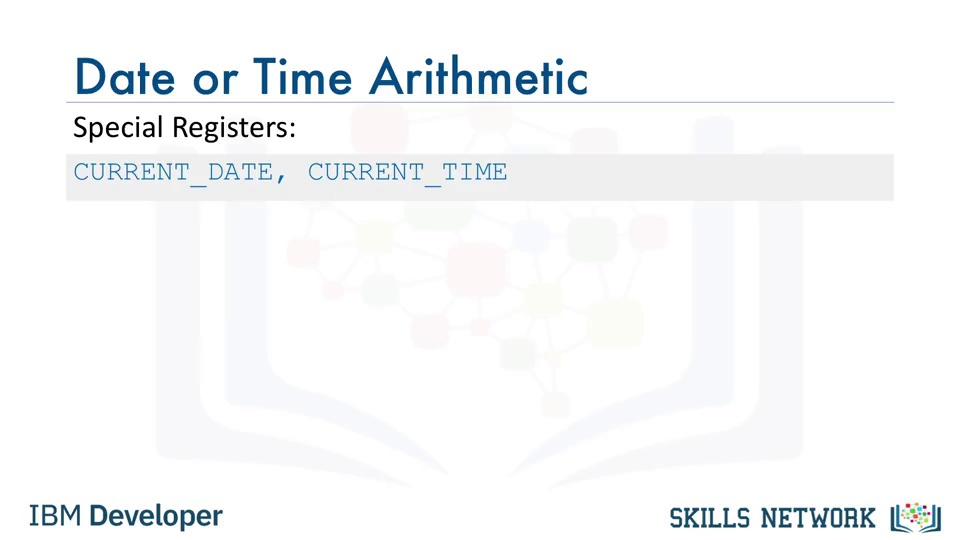 Date or Time Arithmetic
Special Registers:
CURRENT_DATE, CURRENT_TIME
IBM Developer
SKILLS NETWORK